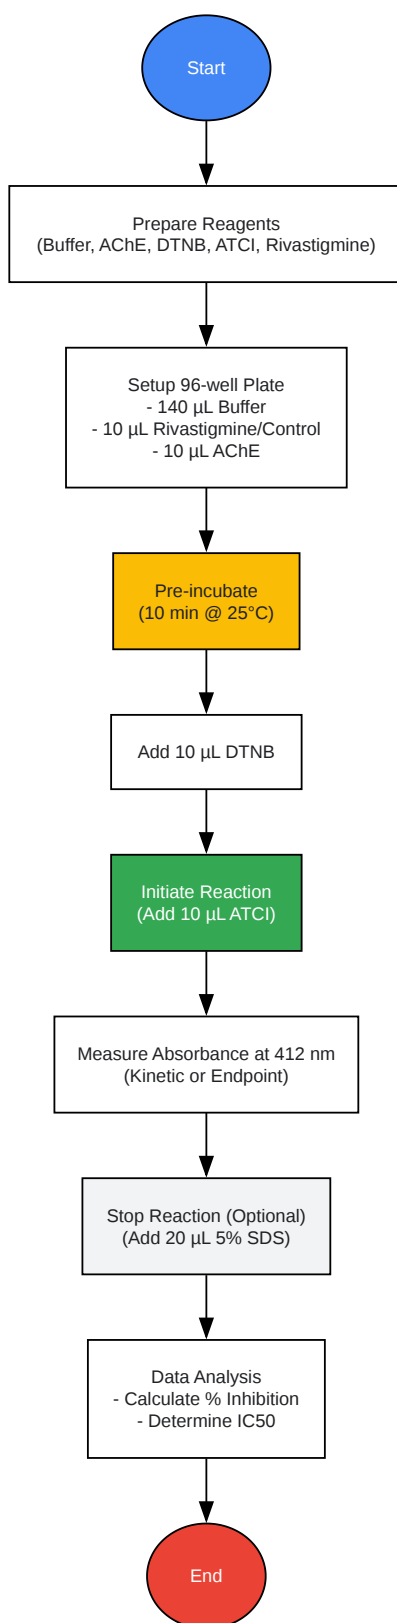 Start
Prepare Reagents
(Buffer, AChE, DTNB, ATCI, Rivastigmine)
Setup 96-well Plate
- 140 µL Buffer
- 10 µL Rivastigmine/Control
- 10 µL AChE
Pre-incubate
(10 min @ 25°C)
Add 10 µL DTNB
Initiate Reaction
(Add 10 µL ATCI)
Measure Absorbance at 412 nm
(Kinetic or Endpoint)
Stop Reaction (Optional)
(Add 20 µL 5% SDS)
Data Analysis
- Calculate % Inhibition
- Determine IC50
End